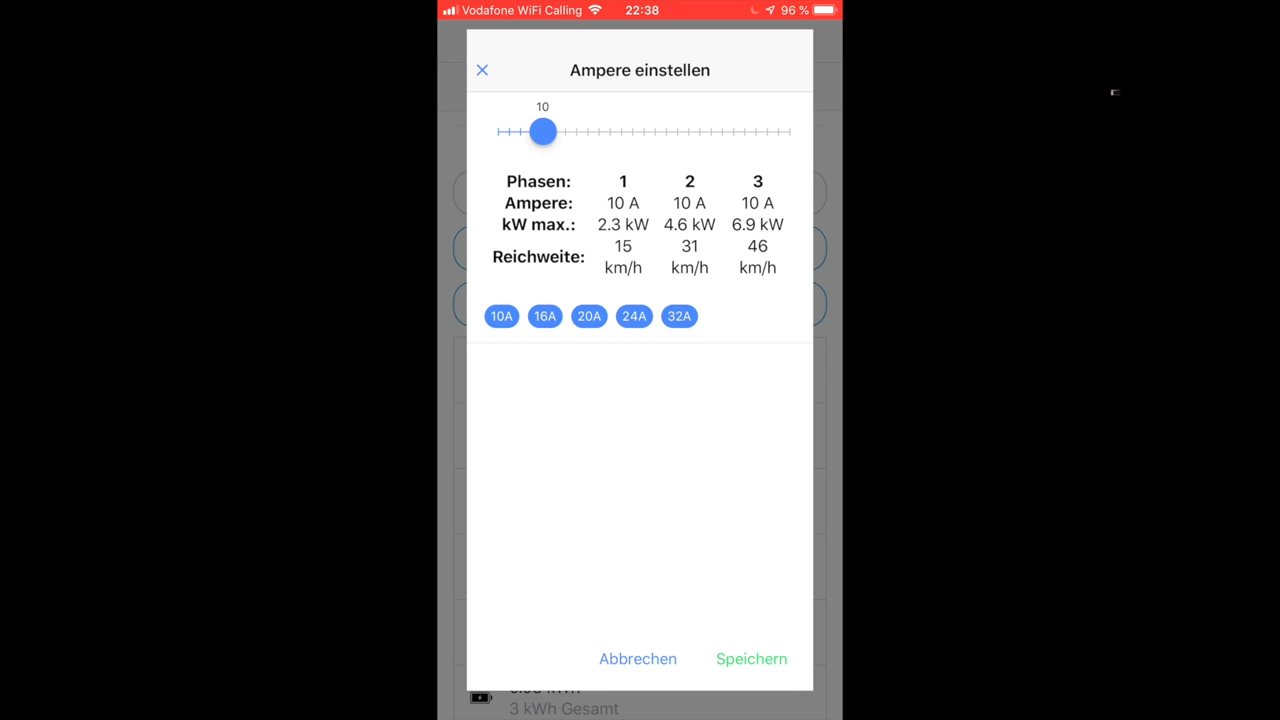 Vodafone WiFi Calling 22:38 96 %
Ampere einstellen
10
Phasen: 1 2 3
Ampere: 10 A 10 A 10 A
kW max.: 2.3 kW 4.6 kW 6.9 kW
Reichweite: 15 km/h 31 km/h 46 km/h
10A 16A 20A 24A 32A
Abbrechen Speichern
3 kWh Gesamt